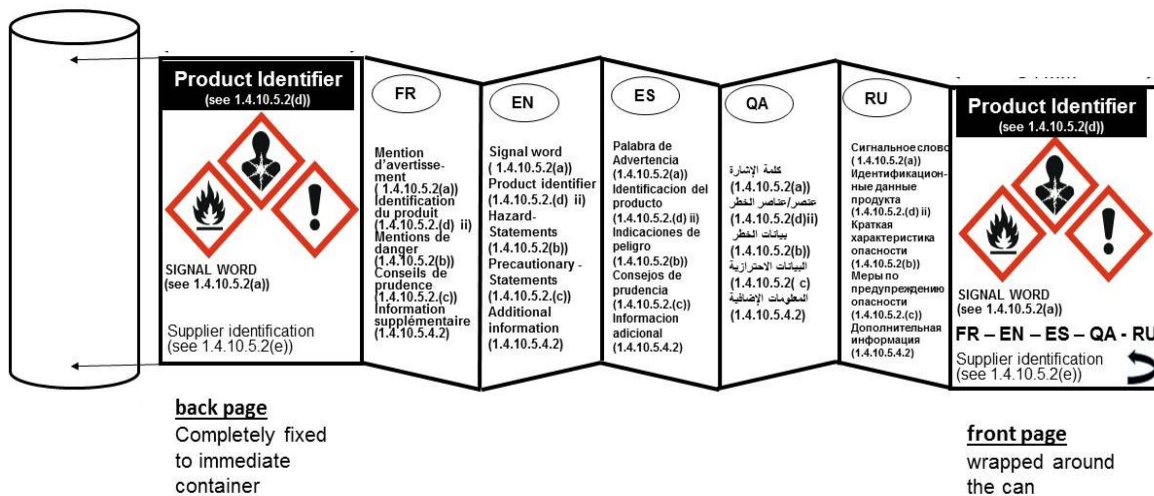 Product Identifier
(see 1.4.10.5.2(d))
SIGNAL WORD
(see 1.4.10.5.2(a))
Supplier identification
(see 1.4.10.5.2(e))
back page
Completely fixed
to immediate
container
FR
Mention
d'avertisse-
ment
( 1.4.10.5.2(a))
Identification
du produit
(1.4.10.5.2.(d) ii)
Mentions de
danger
(1.4.10.5.2(b))
Conseils de
prudence
(1.4.10.5.2.(c))
Information
supplémentaire
(1.4.10.5.4.2)
EN
Signal word
( 1.4.10.5.2(a))
Product identifier
(1.4.10.5.2.(d) ii)
Hazard-
Statements
(1.4.10.5.2(b))
Precautionary -
Statements
(1.4.10.5.2.(c))
Additional
information
(1.4.10.5.4.2)
ES
Palabra de
Advertencia
(1.4.10.5.2(a))
Identificacion del
producto
(1.4.10.5.2.(d) ii)
Indicaciones de
peligro
(1.4.10.5.2(b))
Consejos de
prudencia
(1.4.10.5.2.(c))
Informacion
adicional
(1.4.10.5.4.2)
QA
كلمة الإشارة
(1.4.10.5.2(a))
عنصر/عناصر الخطر
(1.4.10.5.2(d)ii)
بيانات الخطر
(1.4.10.5.2(b))
البيانات الاحترازية
(1.4.10.5.2( c)
المعلومات الإضافية
(1.4.10.5.4.2)
RU
Сигнальное слово
( 1.4.10.5.2(a))
Идентификацион-
ные данные
продукта
(1.4.10.5.2.(d) ii
Краткая
характеристика
опасности
(1.4.10.5.2(b))
Меры по
предупреждению
опасности
(1.4.10.5.2.(c))
Дополнительная
информация
(1.4.10.5.4.2)
Product Identifier
(see 1.4.10.5.2(d))
SIGNAL WORD
(see 1.4.10.5.2(a))
FR – EN – ES – QA - RU
Supplier identification
(see 1.4.10.5.2(e))
front page
wrapped around
the can